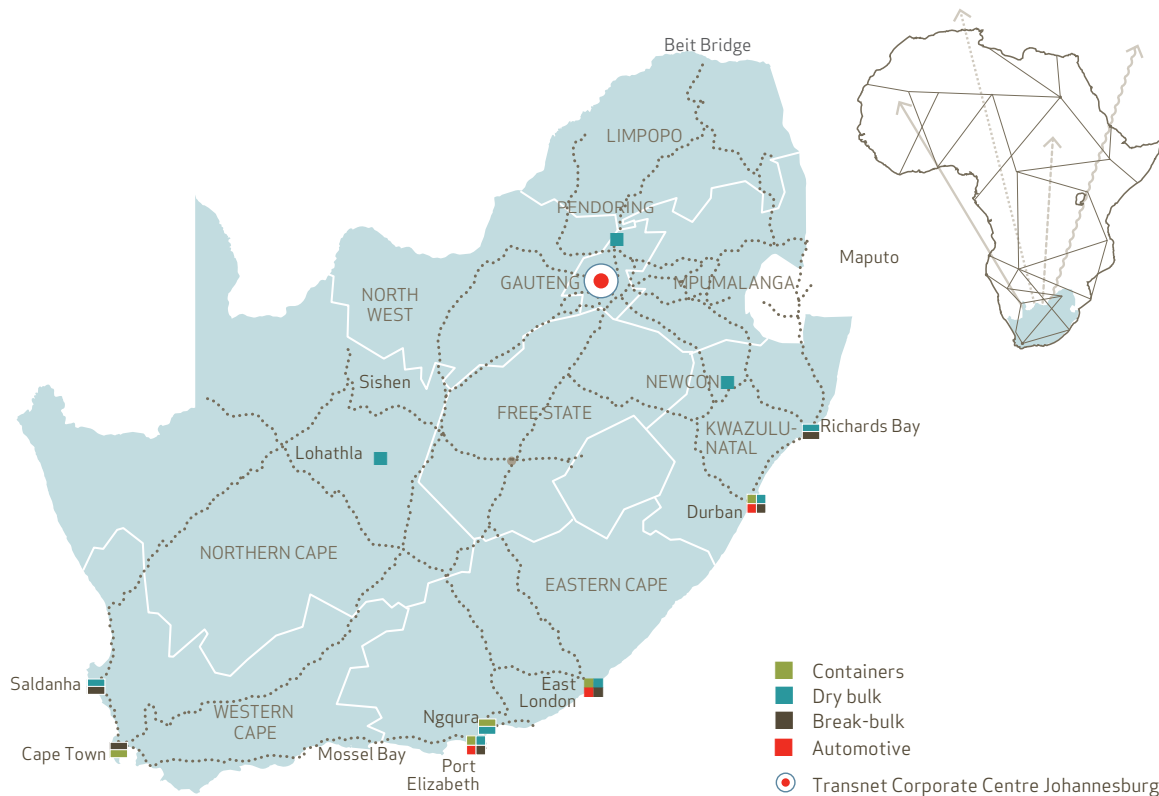 Beit Bridge
LIMPOPO
PENDORING
Maputo
GAUTENG
MPUMALANGA
NORTH
WEST
Sishen
NEWCON
FREE STATE
KWAZULU-
NATAL
Richards Bay
Lohathla
Durban
NORTHERN CAPE
EASTERN CAPE
Saldanha
East
London
WESTERN
CAPE
Ngqura
Cape Town
Mossel Bay
Port
Elizabeth
Containers
Dry bulk
Break-bulk
Automotive
Transnet Corporate Centre Johannesburg